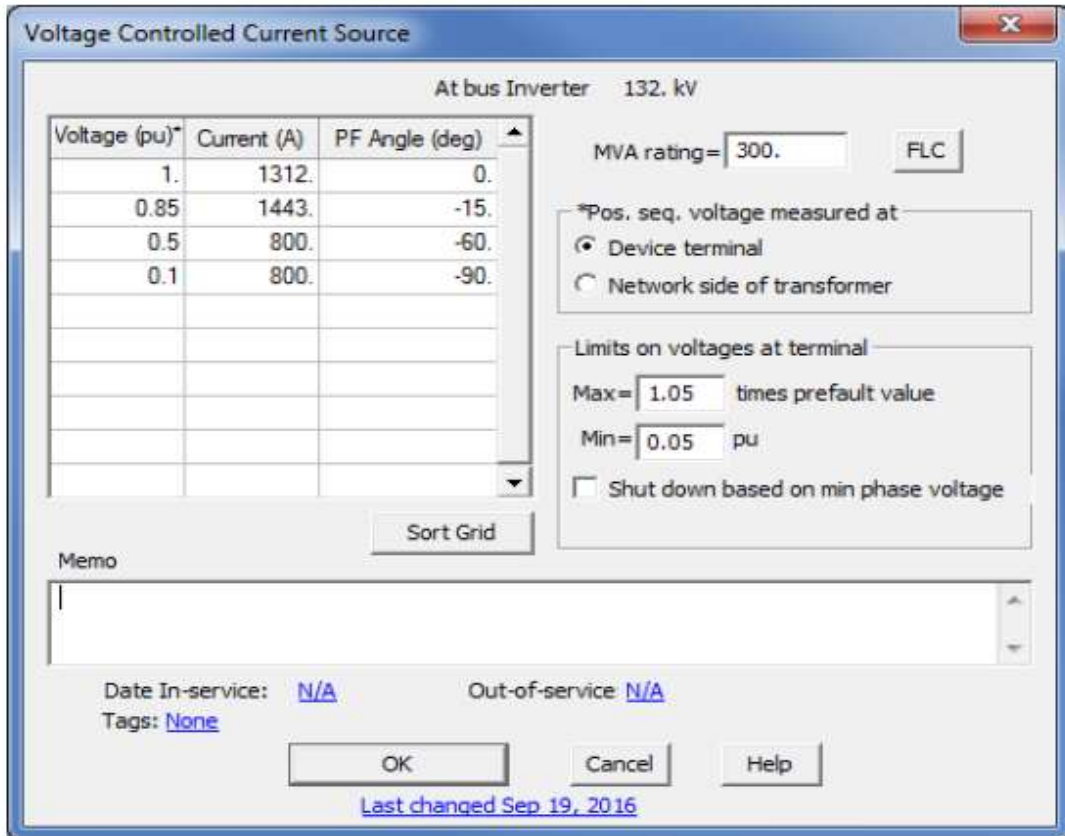 Voltage Controlled Current Source
At bus Inverter 132. kV
Voltage (pu)* Current (A) PF Angle (deg)
1. 1312. 0.
0.85 1443. -15.
0.5 800. -60.
0.1 800. -90.
MVA rating= 300. FLC
*Pos. seq. voltage measured at
Device terminal
Network side of transformer
Limits on voltages at terminal
Max= 1.05 times prefault value
Min= 0.05 pu
Shut down based on min phase voltage
Sort Grid
Memo
Date In-service: N/A Out-of-service N/A
Tags: None
OK Cancel Help
Last changed Sep 19, 2016